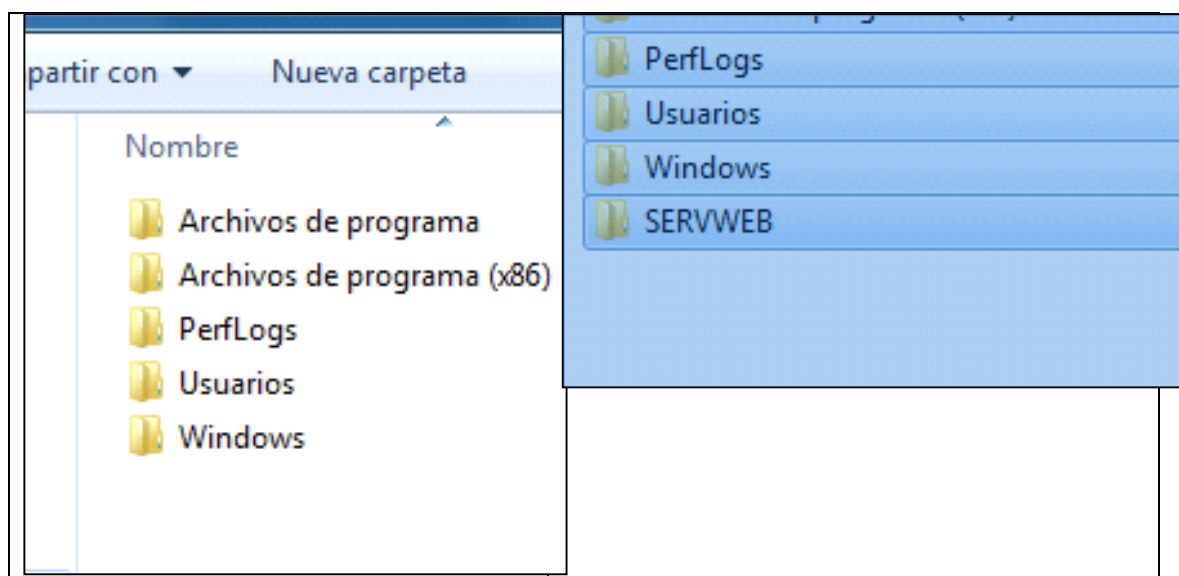 partir con
Nueva carpeta
Nombre
Archivos de programa
Archivos de programa (x86)
PerfLogs
Usuarios
Windows
PerfLogs
Usuarios
Windows
SERVWEB